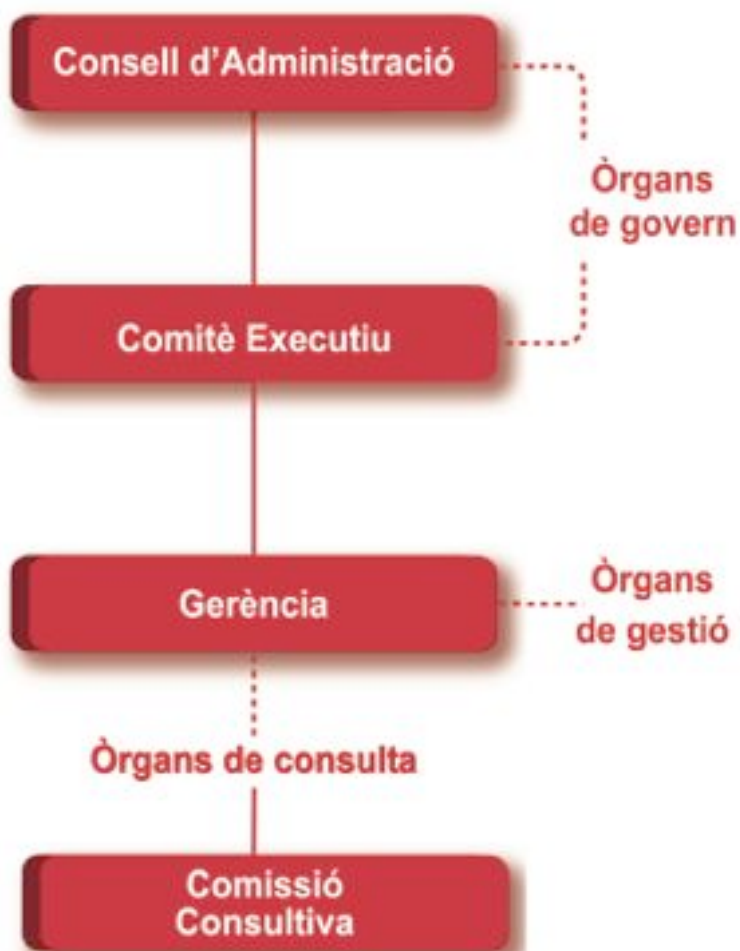 Consell d’Administració
Òrgans
de govern
Comitè Executiu
Gerència
Òrgans
de gestió
Òrgans de consulta
Comissió
Consultiva